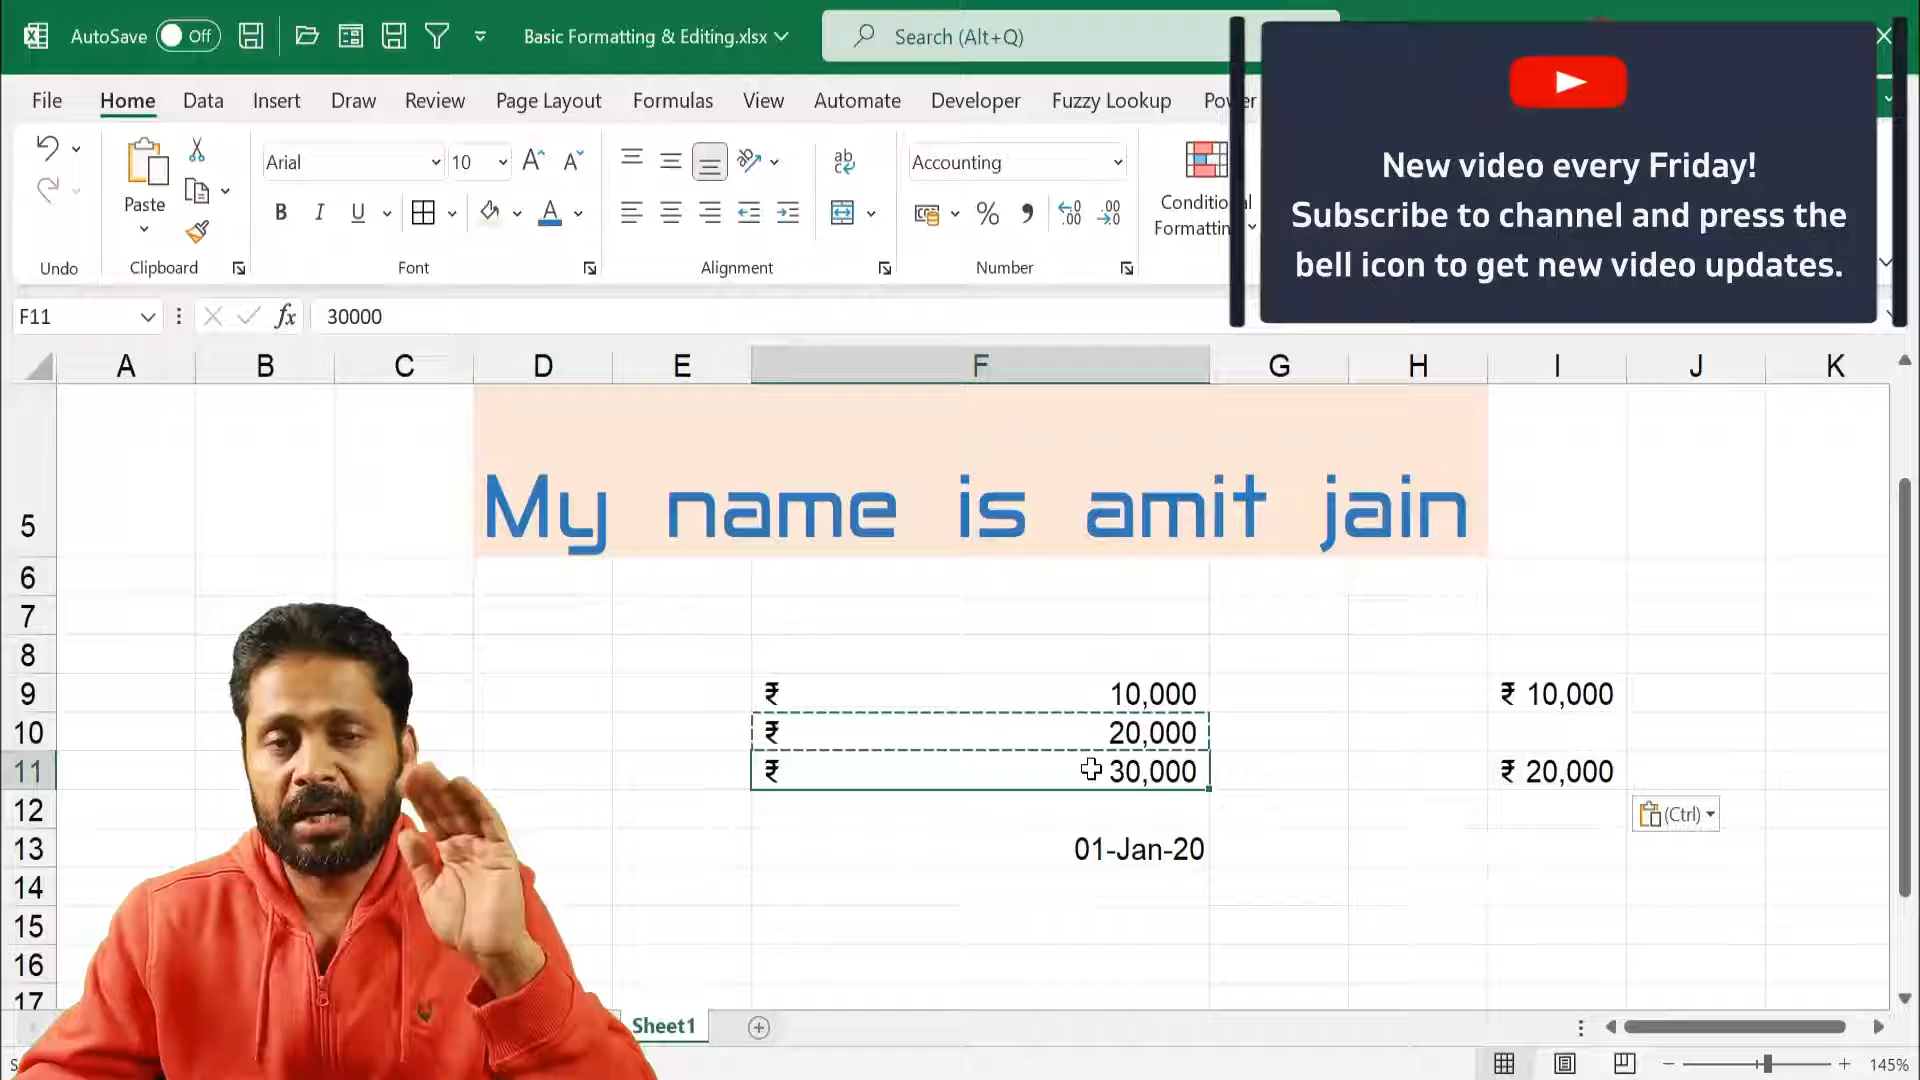 AutoSave Off Basic Formatting & Editing.xlsx Search (Alt+Q)
New video every Friday!
Subscribe to channel and press the
bell icon to get new video updates.
File Home Data Insert Draw Review Page Layout Formulas View Automate Developer Fuzzy Lookup
Paste
Arial 10
B I U A
ab
Accounting
% .00 .00
Undo Clipboard Font Alignment Number
F11 fx 30000
A B C D E F G H I J K
5 My name is amit jain
6
7
8
9 ₹ 10,000 ₹ 10,000
10 ₹ 20,000
11 ₹ 30,000 ₹ 20,000
12 (Ctrl)
13 01-Jan-20
14
15
16
17
Sheet1
145%